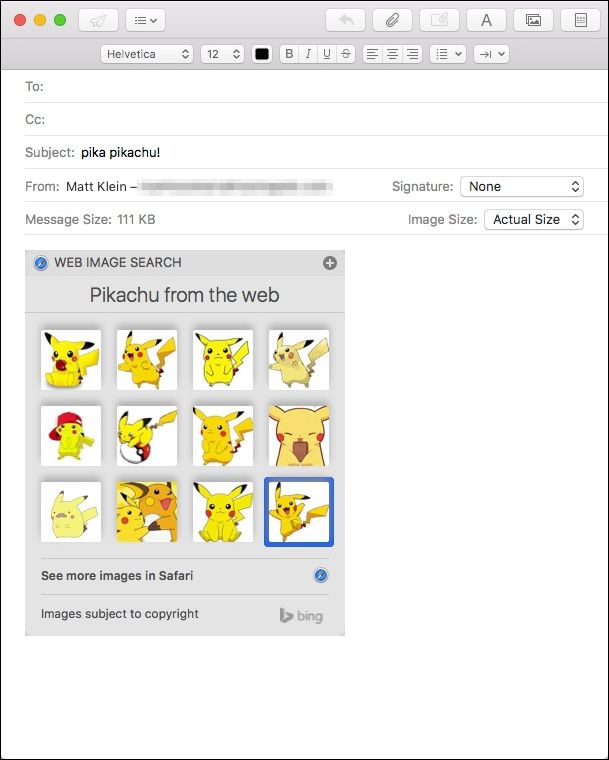 Helvetica 12 B I U S
To:
Cc:
Subject: pika pikachu!
From: Matt Klein – Signature: None
Message Size: 111 KB Image Size: Actual Size
WEB IMAGE SEARCH
Pikachu from the web
See more images in Safari
Images subject to copyright bing